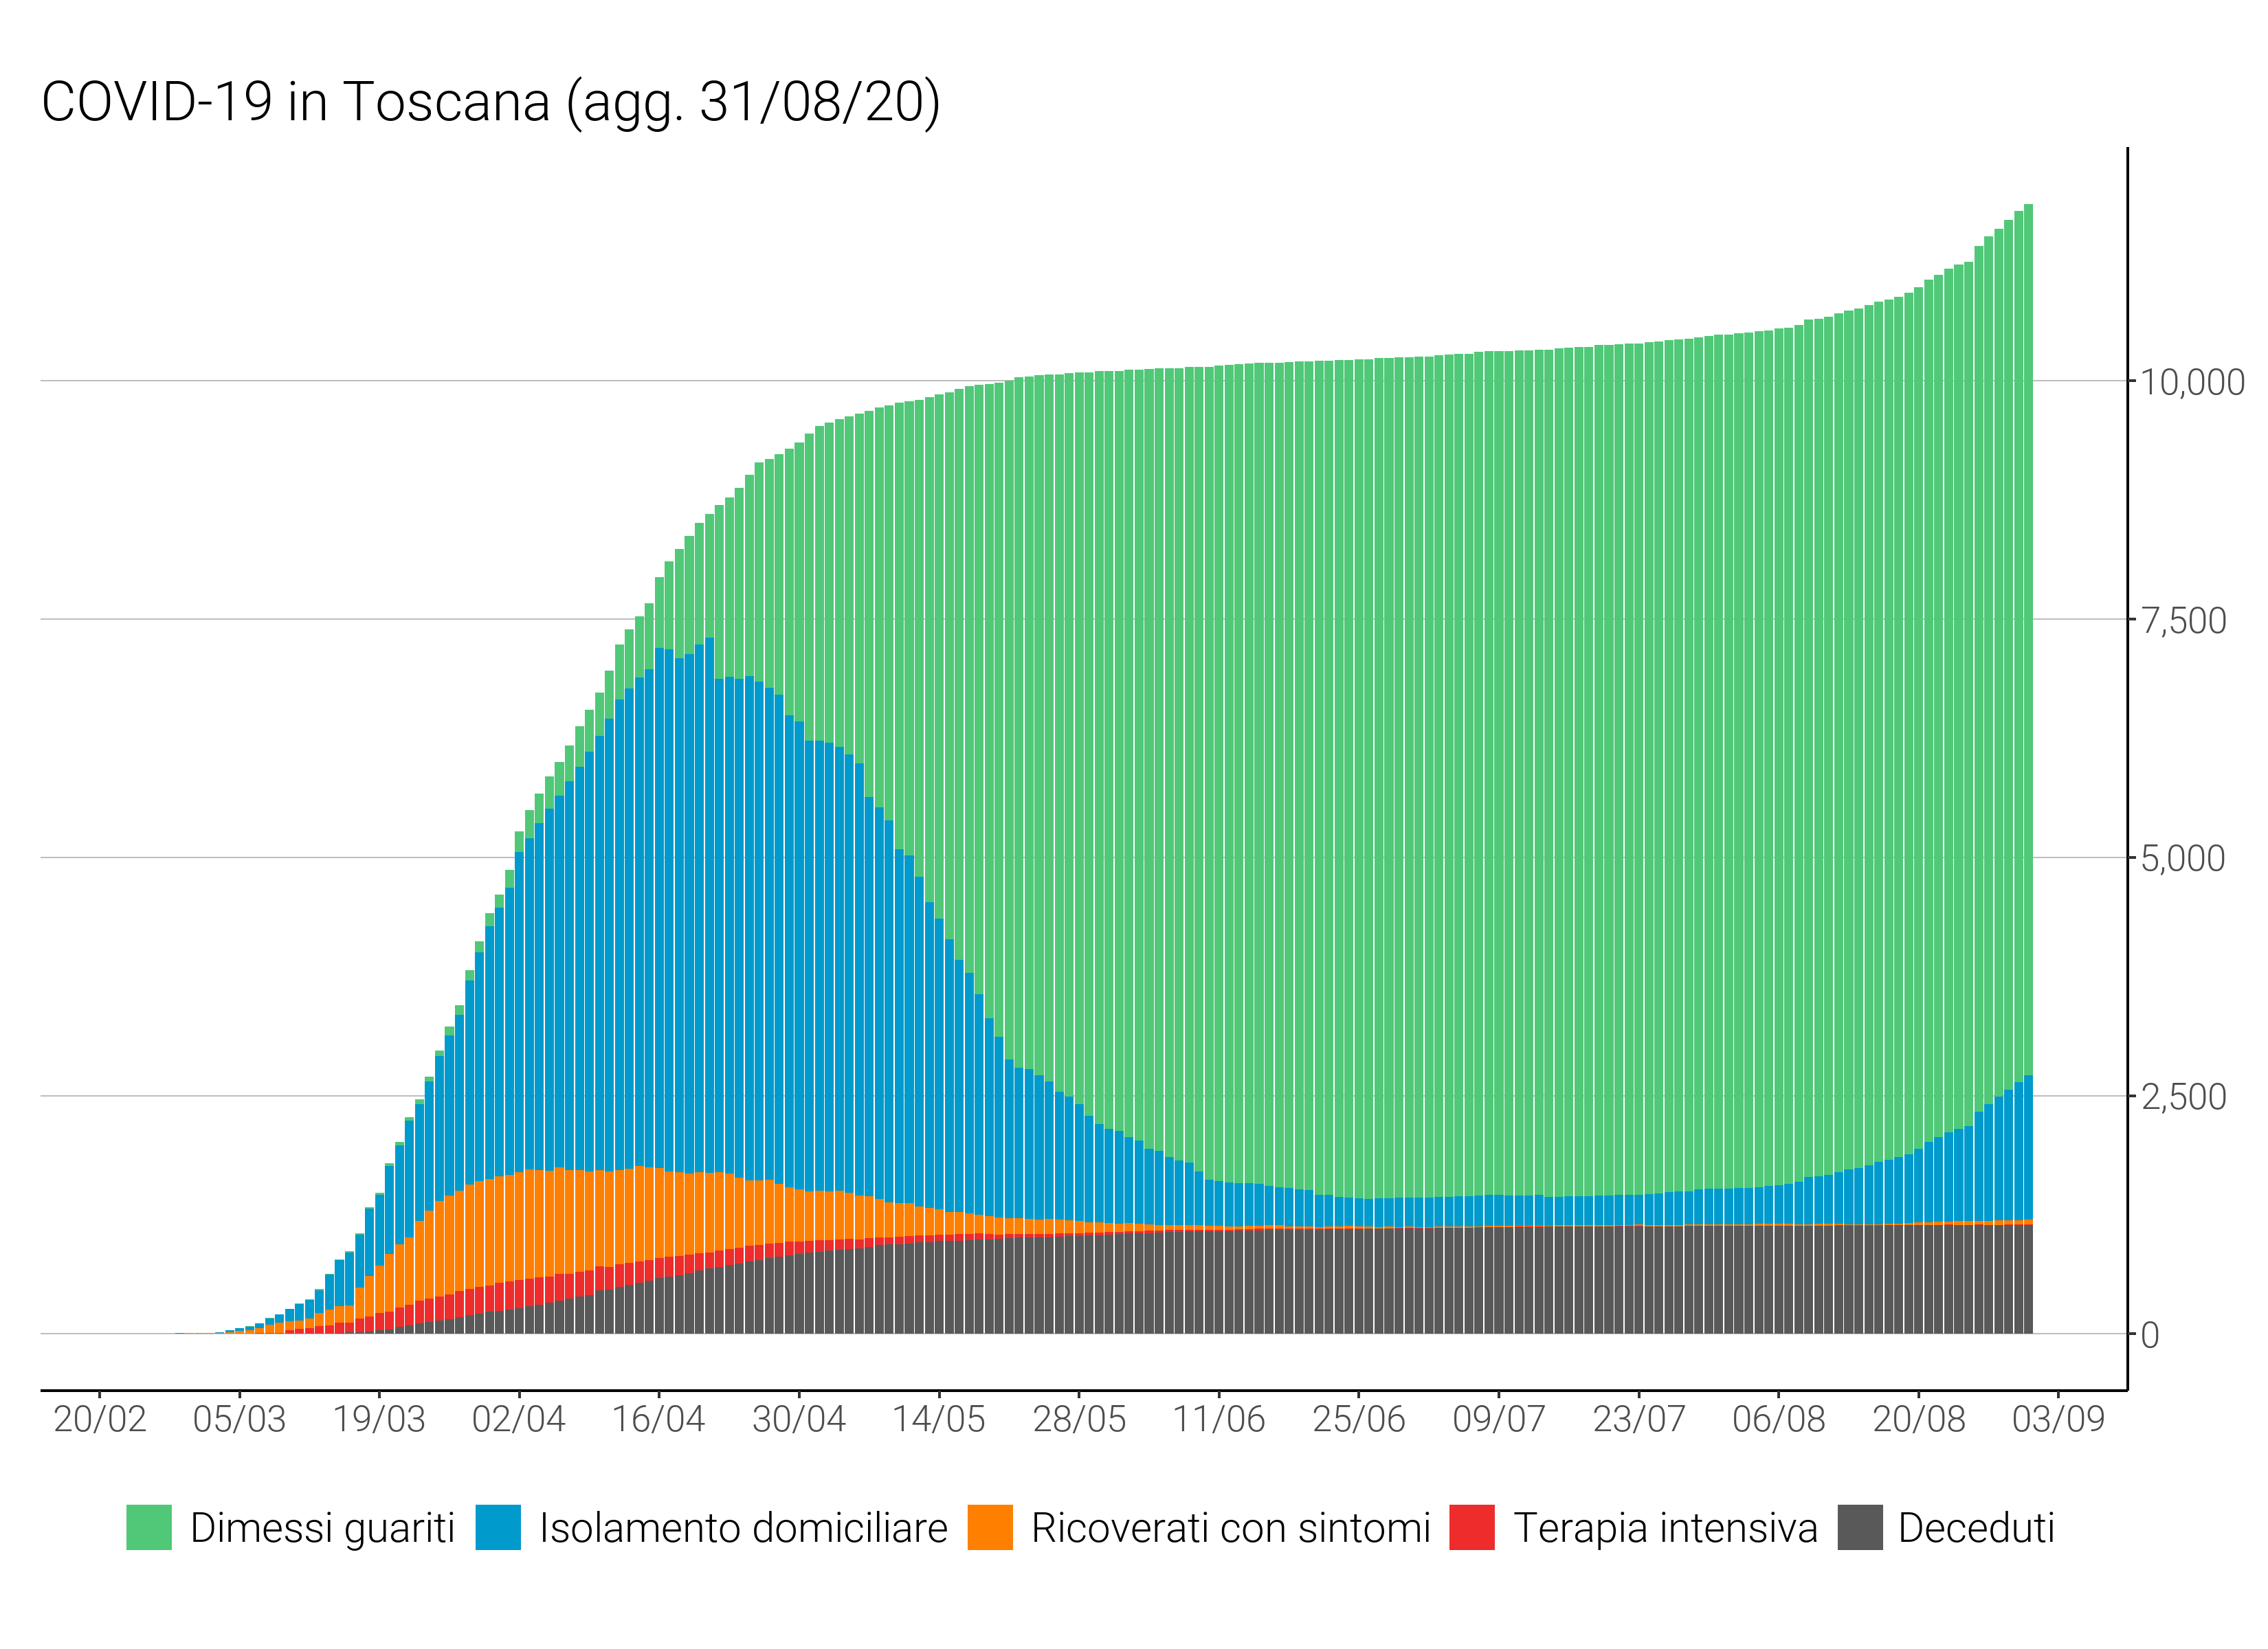 COVID-19 in Toscana (agg. 31/08/20)
10,000
7,500
5,000
2,500
0
20/02 05/03 19/03 02/04 16/04 30/04 14/05 28/05 11/06 25/06 09/07 23/07 06/08 20/08 03/09
Dimessi guariti Isolamento domiciliare Ricoverati con sintomi Terapia intensiva Deceduti